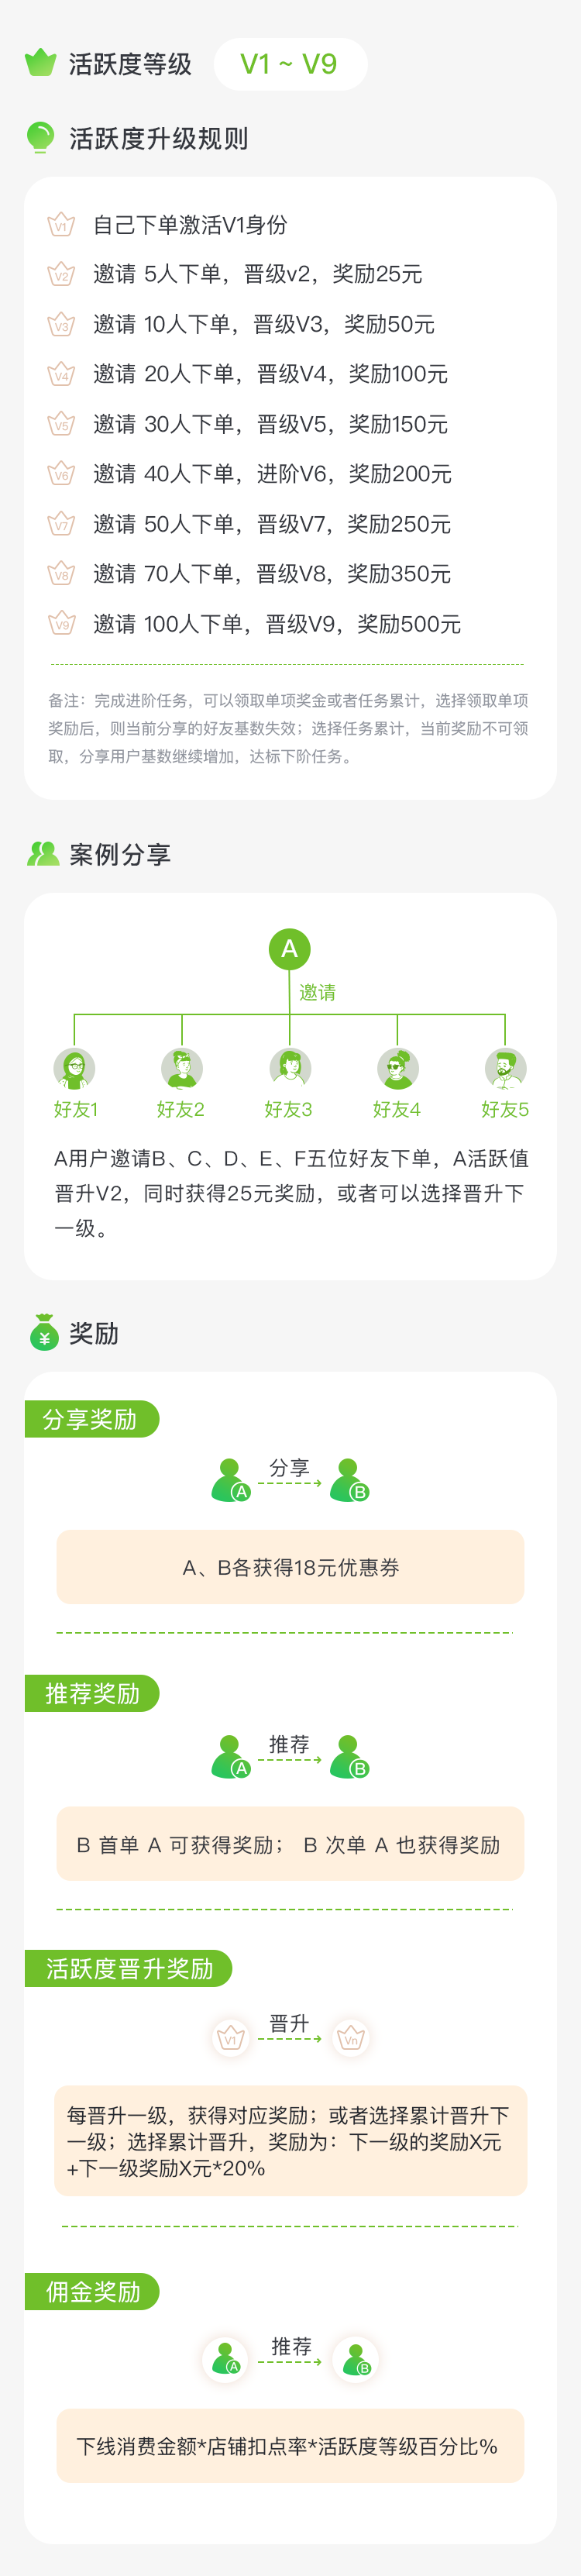 活跃度等级 V1 ~ V9
活跃度升级规则
V1 自己下单激活V1身份
V2 邀请 5人下单，晋级v2，奖励25元
V3 邀请 10人下单，晋级V3，奖励50元
V4 邀请 20人下单，晋级V4，奖励100元
V5 邀请 30人下单，晋级V5，奖励150元
V6 邀请 40人下单，进阶V6，奖励200元
V7 邀请 50人下单，晋级V7，奖励250元
V8 邀请 70人下单，晋级V8，奖励350元
V9 邀请 100人下单，晋级V9，奖励500元
备注：完成进阶任务，可以领取单项奖金或者任务累计，选择领取单项
奖励后，则当前分享的好友基数失效；选择任务累计，当前奖励不可领
取，分享用户基数继续增加，达标下阶任务。
案例分享
A
邀请
好友1 好友2 好友3 好友4 好友5
A用户邀请B、C、D、E、F五位好友下单，A活跃值
晋升V2，同时获得25元奖励，或者可以选择晋升下
一级。
¥ 奖励
分享奖励
分享
A B
A、B各获得18元优惠券
推荐奖励
推荐
A B
B 首单 A 可获得奖励； B 次单 A 也获得奖励
活跃度晋升奖励
晋升
V1 Vn
每晋升一级，获得对应奖励；或者选择累计晋升下
一级；选择累计晋升，奖励为：下一级的奖励X元
+下一级奖励X元*20%
佣金奖励
推荐
A B
下线消费金额*店铺扣点率*活跃度等级百分比%